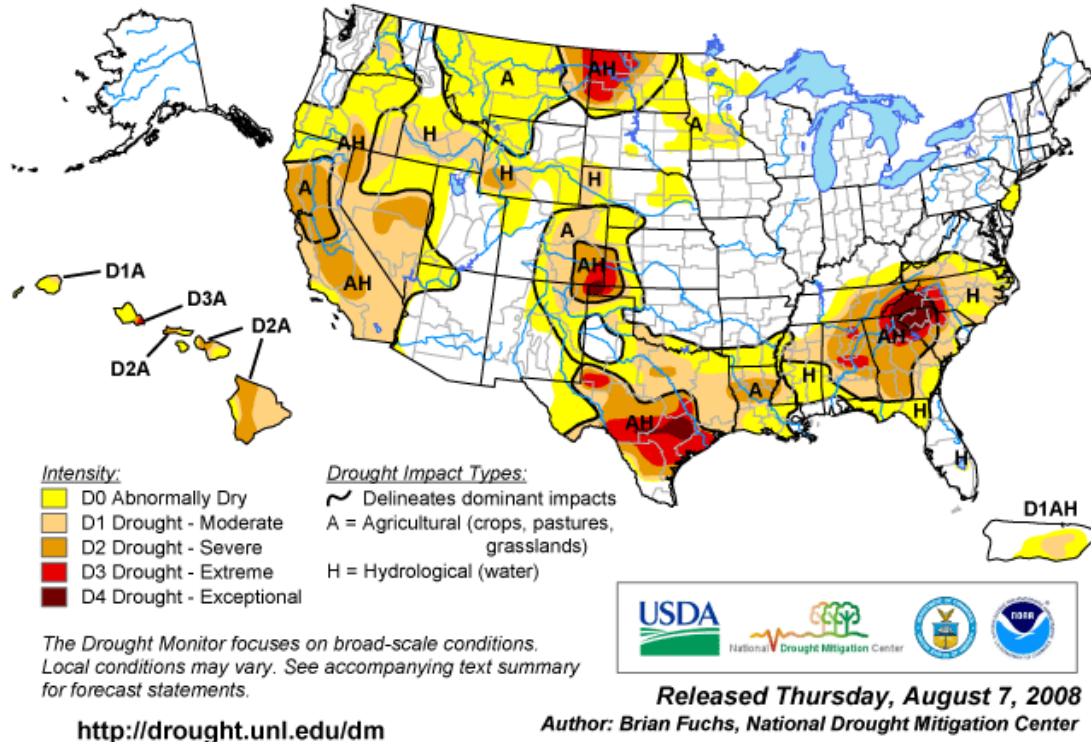 A
AH
A
H
AH
H
H
A
A
AH
AH
A
AH
AH
A
H
AH
H
H
H
D1A
D3A
D2A
D2A
D1AH
Intensity:
D0 Abnormally Dry
D1 Drought - Moderate
D2 Drought - Severe
D3 Drought - Extreme
D4 Drought - Exceptional
Drought Impact Types:
Delineates dominant impacts
A = Agricultural (crops, pastures,
grasslands)
H = Hydrological (water)
The Drought Monitor focuses on broad-scale conditions.
Local conditions may vary. See accompanying text summary
for forecast statements.
http://drought.unl.edu/dm
USDA
National Drought Mitigation Center
NOAA
Released Thursday, August 7, 2008
Author: Brian Fuchs, National Drought Mitigation Center